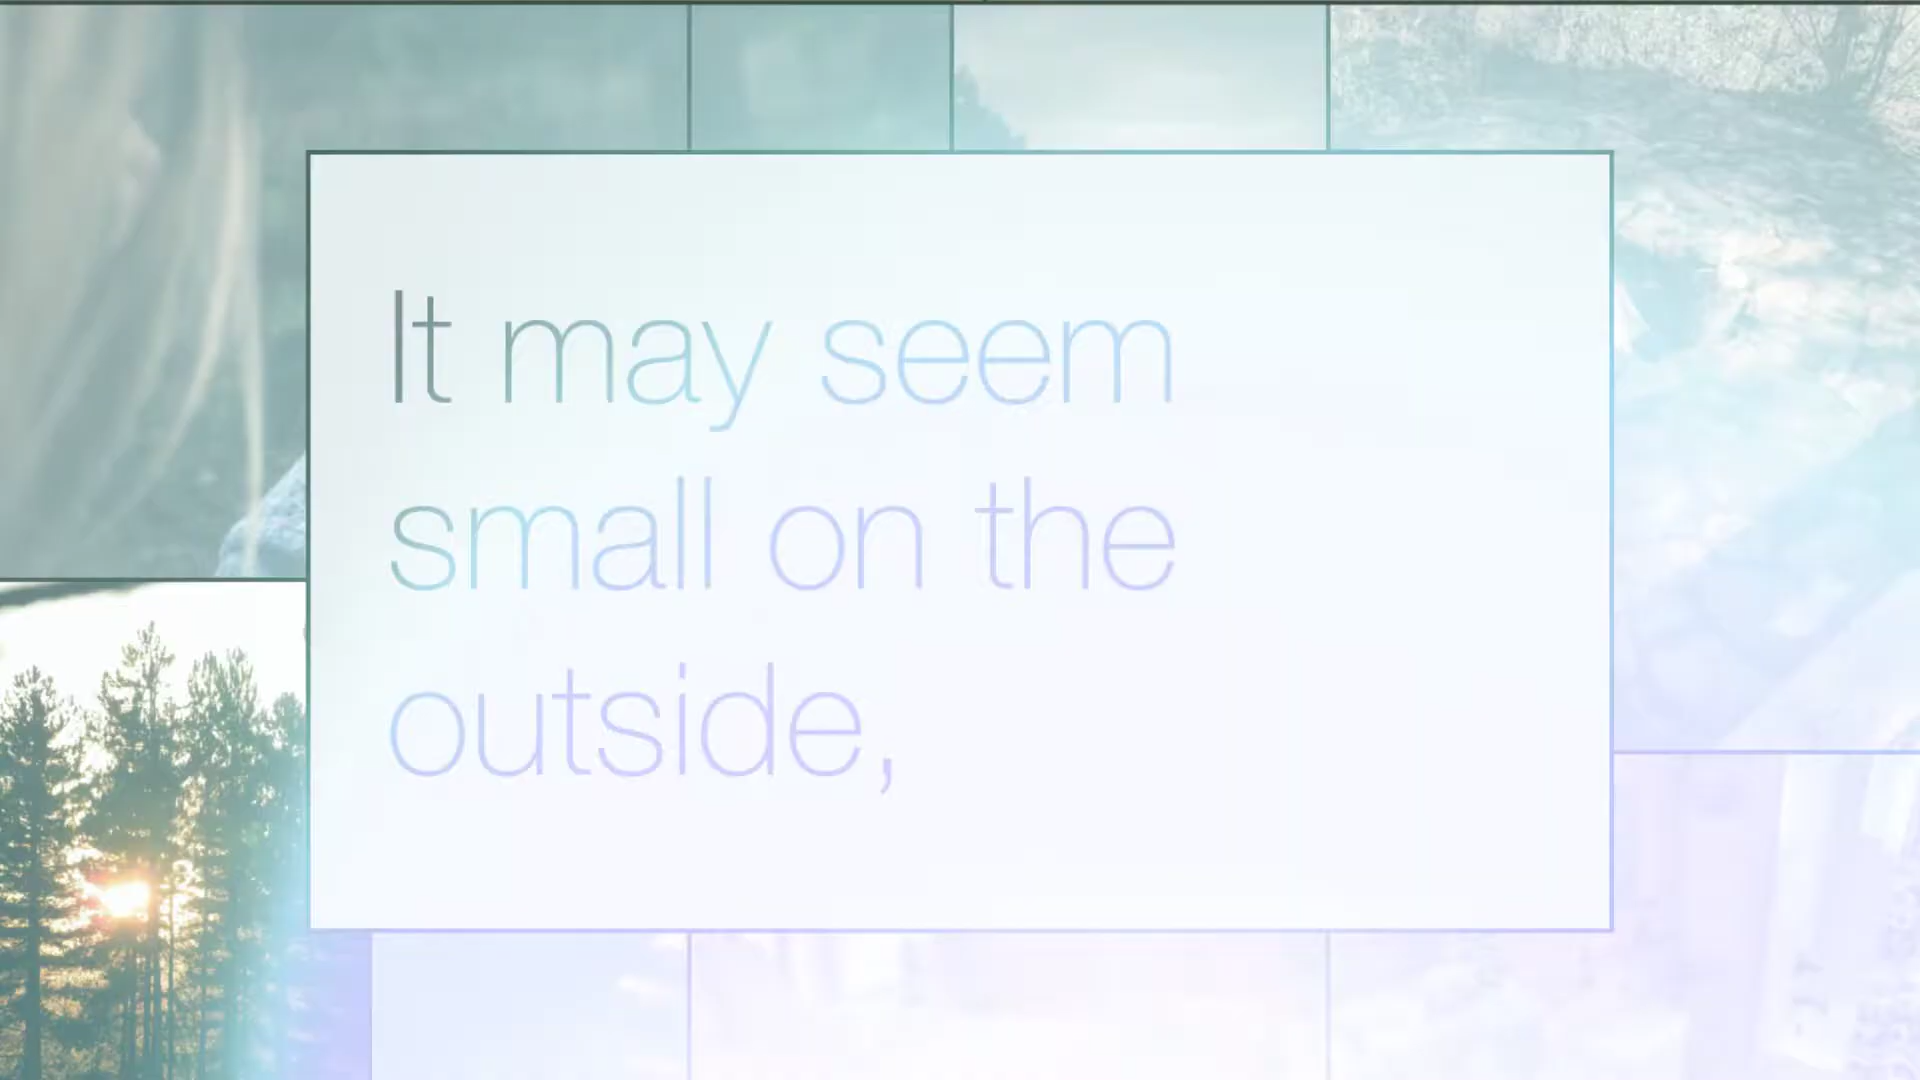 It may seem
small on the
outside,